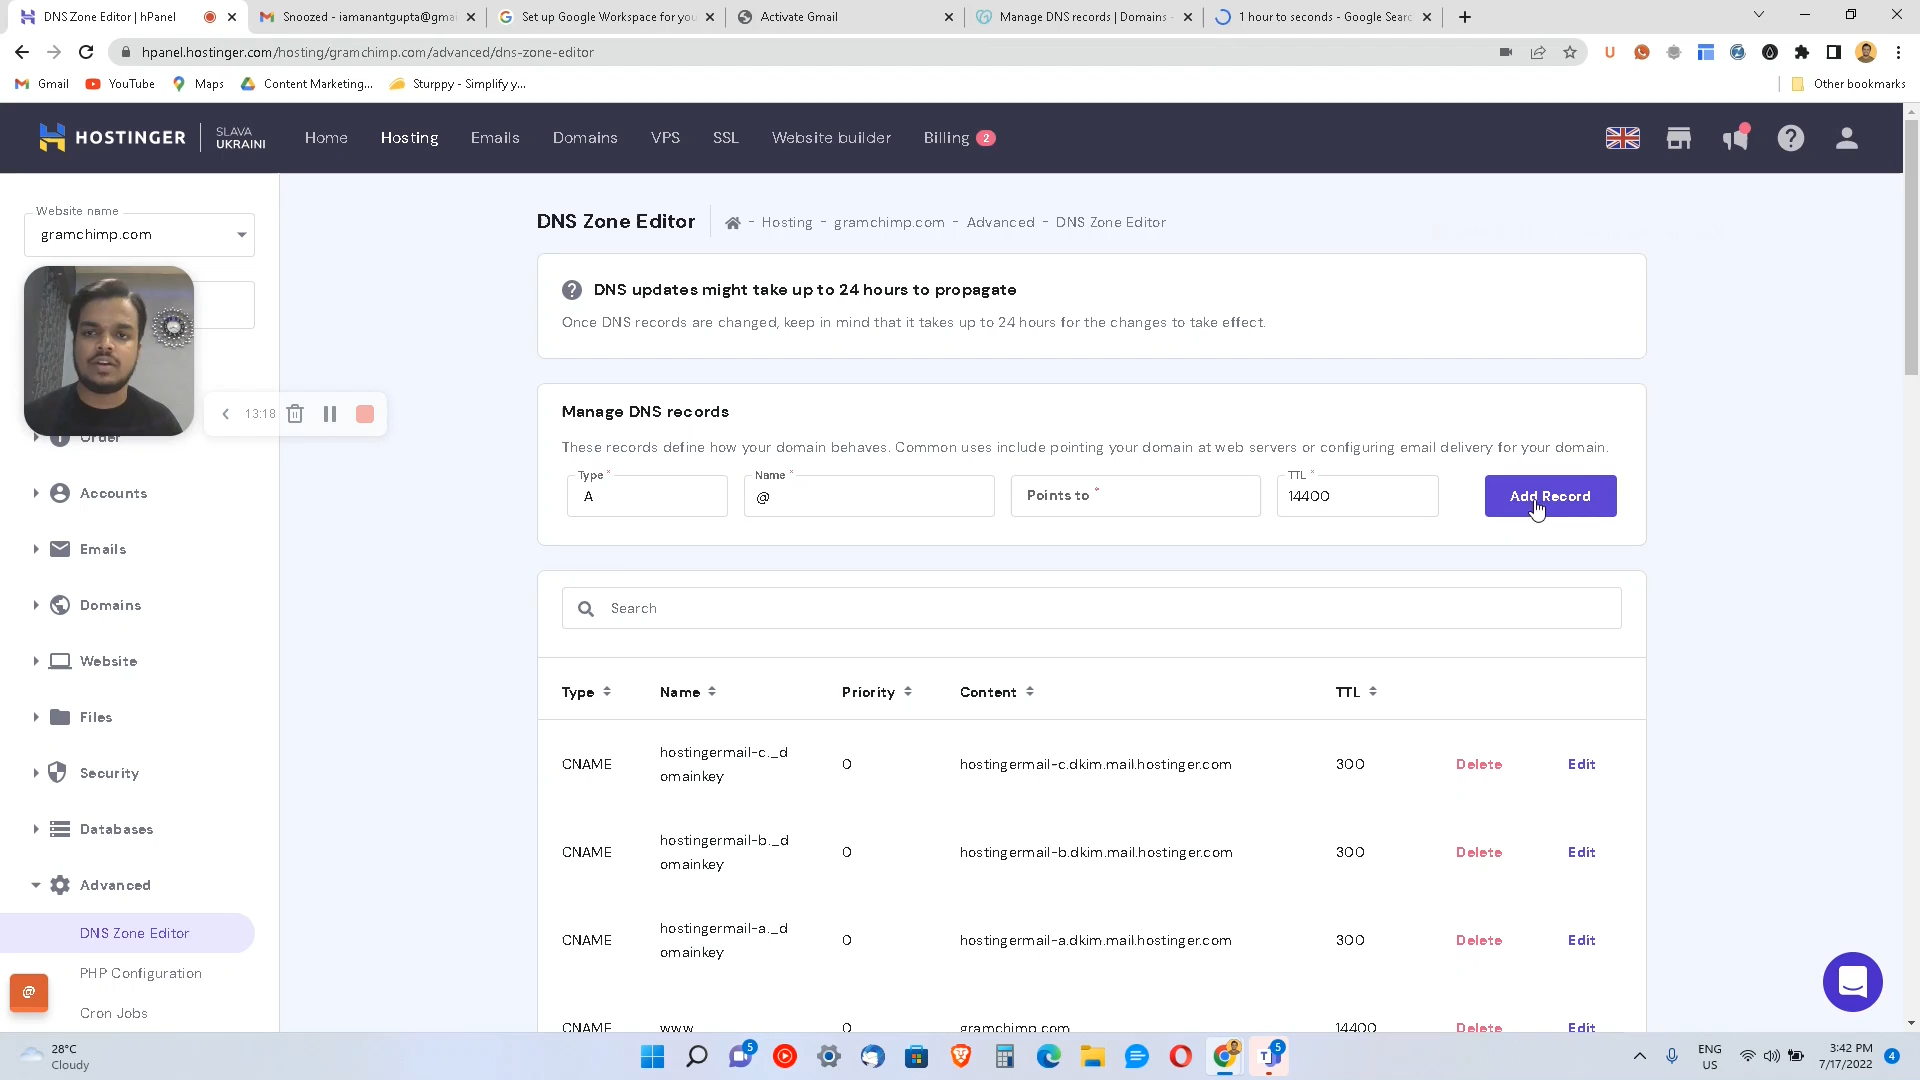 DNS Zone Editor | hPanel
Snoozed - iamanantgupta@gmai
Set up Google Workspace for you
Activate Gmail
Manage DNS records | Domains -
1 hour to seconds - Google Searc
hpanel.hostinger.com/hosting/gramchimp.com/advanced/dns-zone-editor
Gmail
YouTube
Maps
Content Marketing...
Sturppy - Simplify y...
Other bookmarks
HOSTINGER
SLAVA
UKRAINI
Home
Hosting
Emails
Domains
VPS
SSL
Website builder
Billing 2
Website name
gramchimp.com
13:18
Order
Accounts
Emails
Domains
Website
Files
Security
Databases
Advanced
DNS Zone Editor
PHP Configuration
Cron Jobs
@
DNS Zone Editor
- Hosting - gramchimp.com - Advanced - DNS Zone Editor
DNS updates might take up to 24 hours to propagate
Once DNS records are changed, keep in mind that it takes up to 24 hours for the changes to take effect.
Manage DNS records
These records define how your domain behaves. Common uses include pointing your domain at web servers or configuring email delivery for your domain.
Type *
A
Name *
@
Points to *
TTL *
14400
Add Record
Search
Type Name Priority Content TTL
CNAME hostingermail-c._d
omainkey 0 hostingermail-c.dkim.mail.hostinger.com 300 Delete Edit
CNAME hostingermail-b._d
omainkey 0 hostingermail-b.dkim.mail.hostinger.com 300 Delete Edit
CNAME hostingermail-a._d
omainkey 0 hostingermail-a.dkim.mail.hostinger.com 300 Delete Edit
CNAME www 0 gramchimp.com 14400 Delete Edit
28°C
Cloudy
5
5
ENG
US
3:42 PM
7/17/2022
4